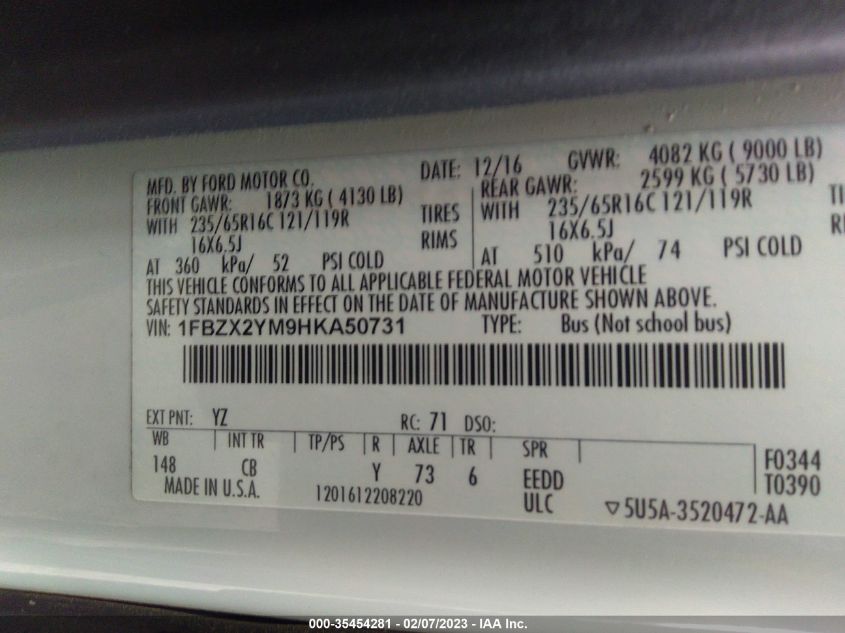 MFD. BY FORD MOTOR CO. DATE: 12/16 GVWR: 4082 KG ( 9000 LB)
FRONT GAWR: 1873 KG ( 4130 LB) REAR GAWR: 2599 KG ( 5730 LB)
WITH 235/65R16C 121/119R TIRES WITH 235/65R16C 121/119R
16X6.5J RIMS 16X6.5J
AT 360 kPa/ 52 PSI COLD AT 510 kPa/ 74 PSI COLD
THIS VEHICLE CONFORMS TO ALL APPLICABLE FEDERAL MOTOR VEHICLE
SAFETY STANDARDS IN EFFECT ON THE DATE OF MANUFACTURE SHOWN ABOVE.
VIN: 1FBZX2YM9HKA50731 TYPE: Bus (Not school bus)
EXT PNT: YZ RC: 71 DSO:
WB INT TR TP/PS R AXLE TR SPR
148 CB Y 73 6 EEDD F0344
MADE IN U.S.A. 1201612208220 ULC T0390
▽5U5A-3520472-AA
000-35454281 - 02/07/2023 - IAA Inc.